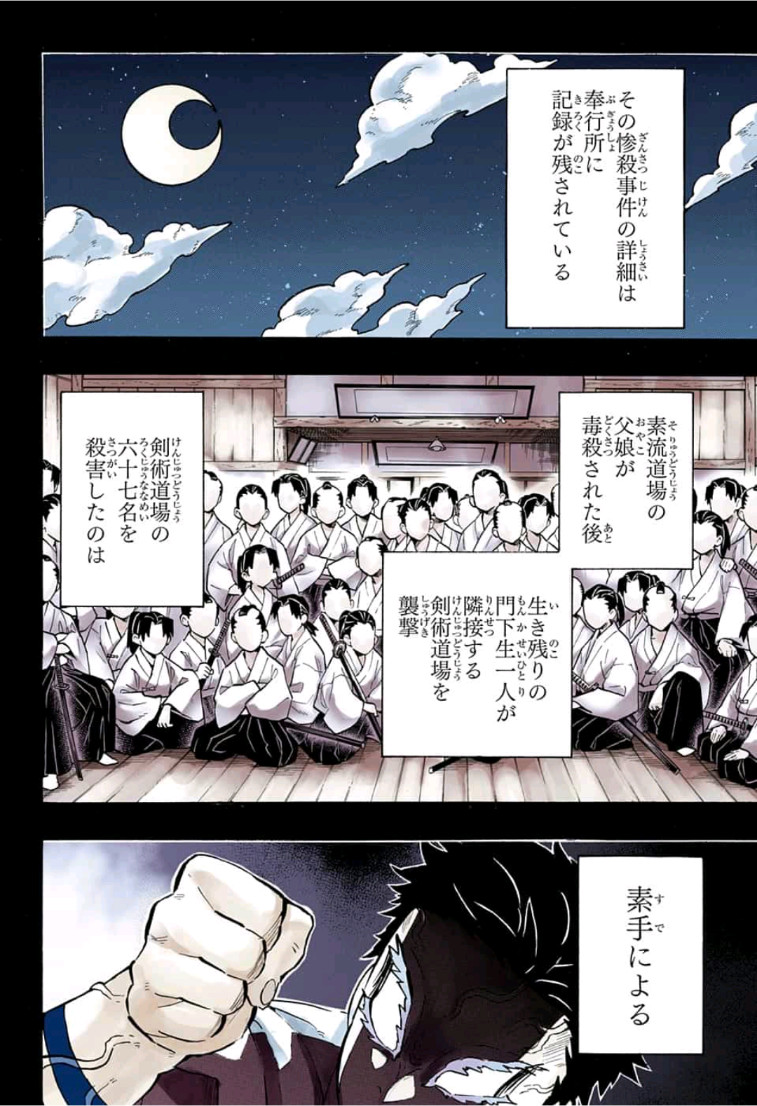 その惨殺事件の詳細は
奉行所に
記録が残されている
素流道場の
父娘が
毒殺された後
生き残りの
門下生一人が
隣接する
剣術道場を
襲撃
剣術道場の
六十七名を
殺害したのは
素手による